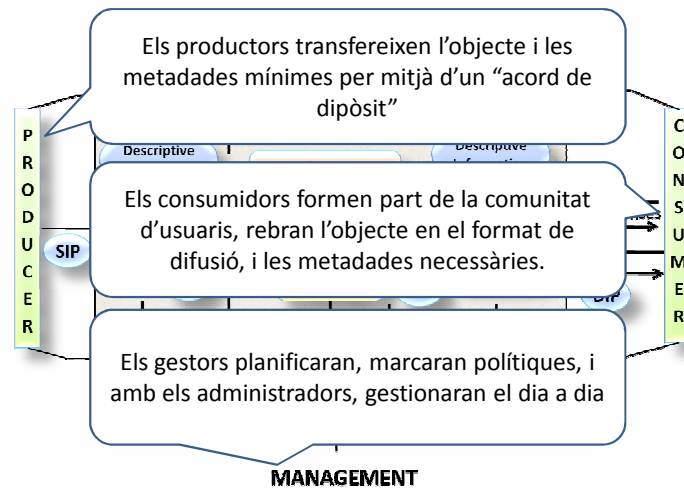 Els productors transfereixen l’objecte i les
metadades mínimes per mitjà d’un “acord de
dipòsit”
PRODUCER
CONSUMER
Descriptive
Descriptive
Els consumidors formen part de la comunitat
d’usuaris, rebran l’objecte en el format de
difusió, i les metadades necessàries.
SIP
DIP
Els gestors planificaran, marcaran polítiques, i
amb els administradors, gestionaran el dia a dia
MANAGEMENT